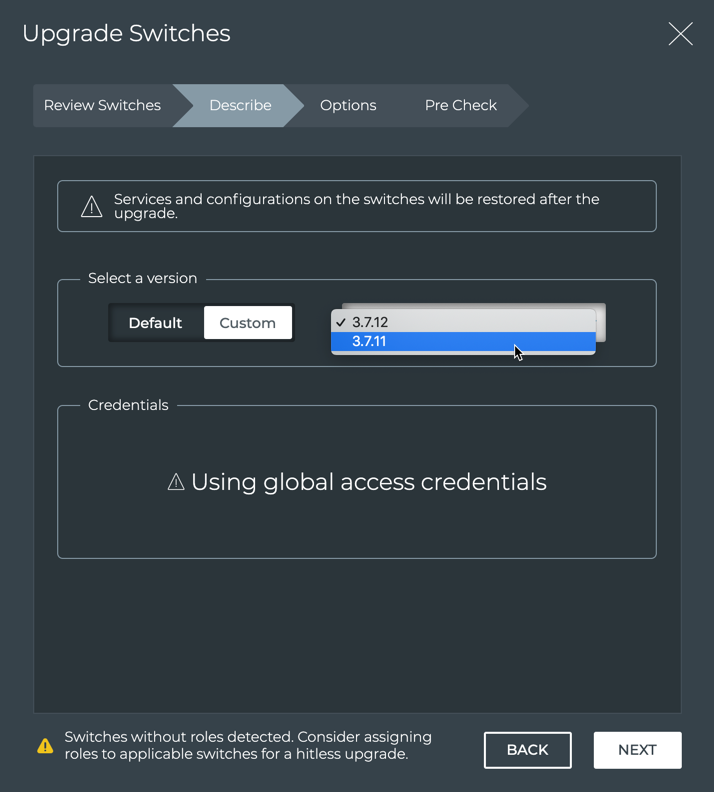 Upgrade Switches
Review Switches
Describe
Options
Pre Check
Services and configurations on the switches will be restored after the
upgrade.
Select a version
Default
Custom
✓ 3.7.12
3.7.11
Credentials
Using global access credentials
Switches without roles detected. Consider assigning
roles to applicable switches for a hitless upgrade.
BACK
NEXT